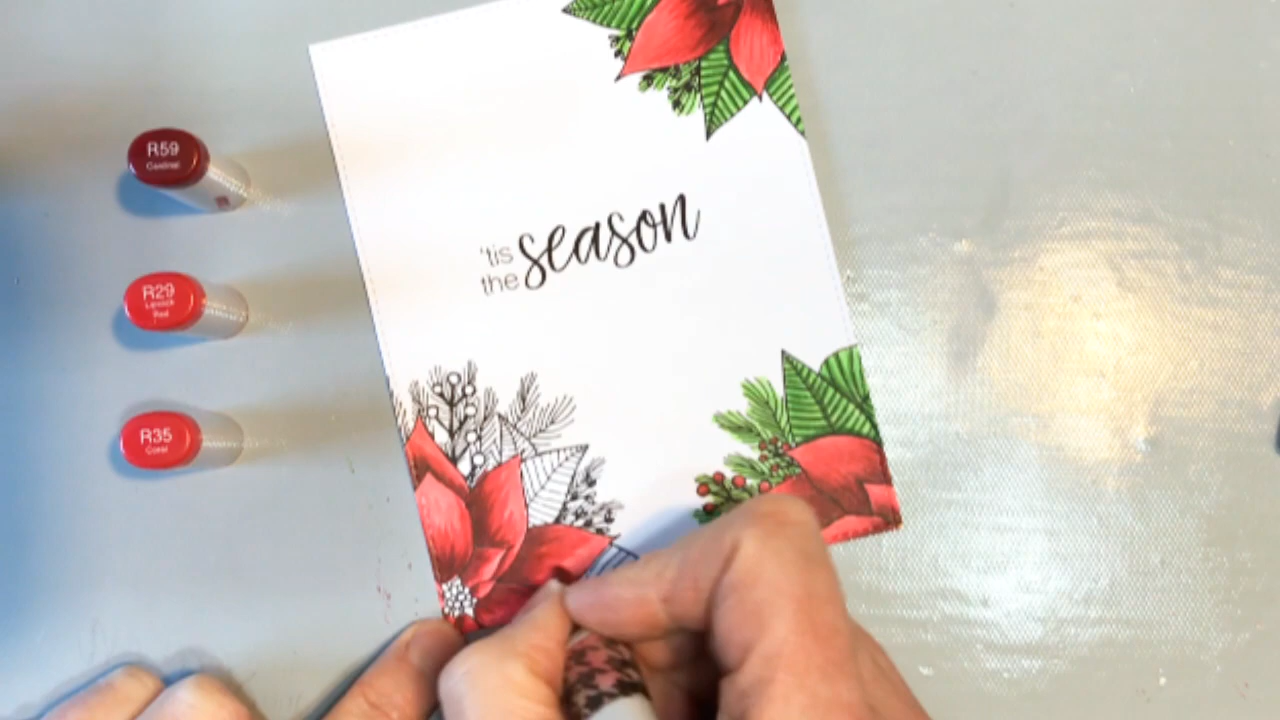 R59
Cardinal
R29
Lipstick
Red
R35
Coral
'tis
the season